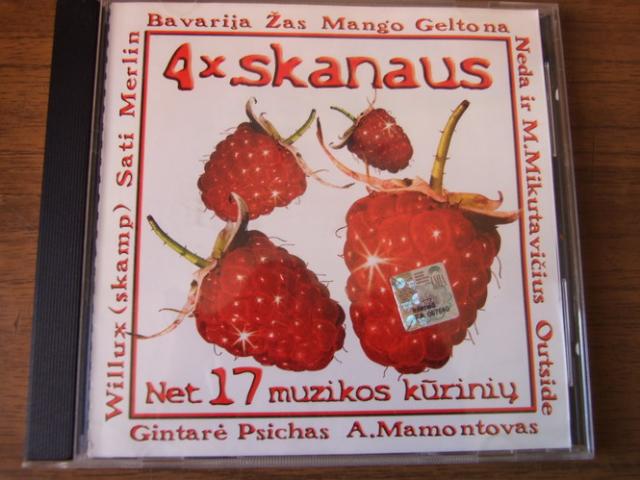 Bavarija Žas Mango Geltona
4x skanaus
Neda ir M.Mikutavičius Outside
Willux (skamp) Sati Merlin
Net 17 muzikos kūrinių
Gintarė Psichas A.Mamontovas